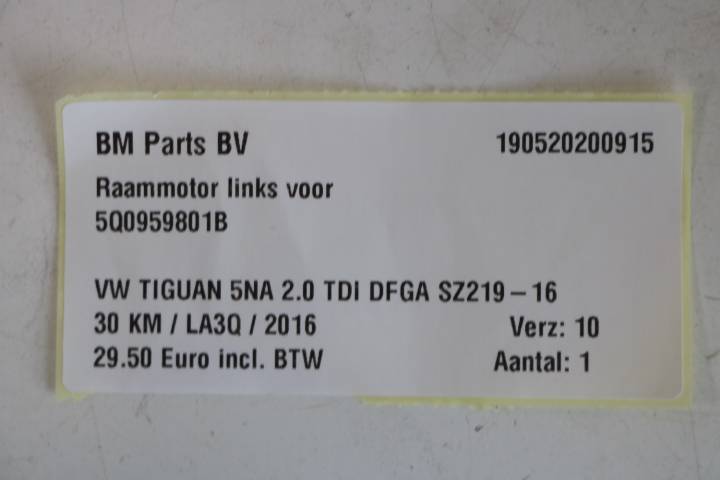 BM Parts BV 190520200915
Raammotor links voor
5Q0959801B
VW TIGUAN 5NA 2.0 TDI DFGA SZ219-16
30 KM / LA3Q / 2016 Verz: 10
29.50 Euro incl. BTW Aantal: 1